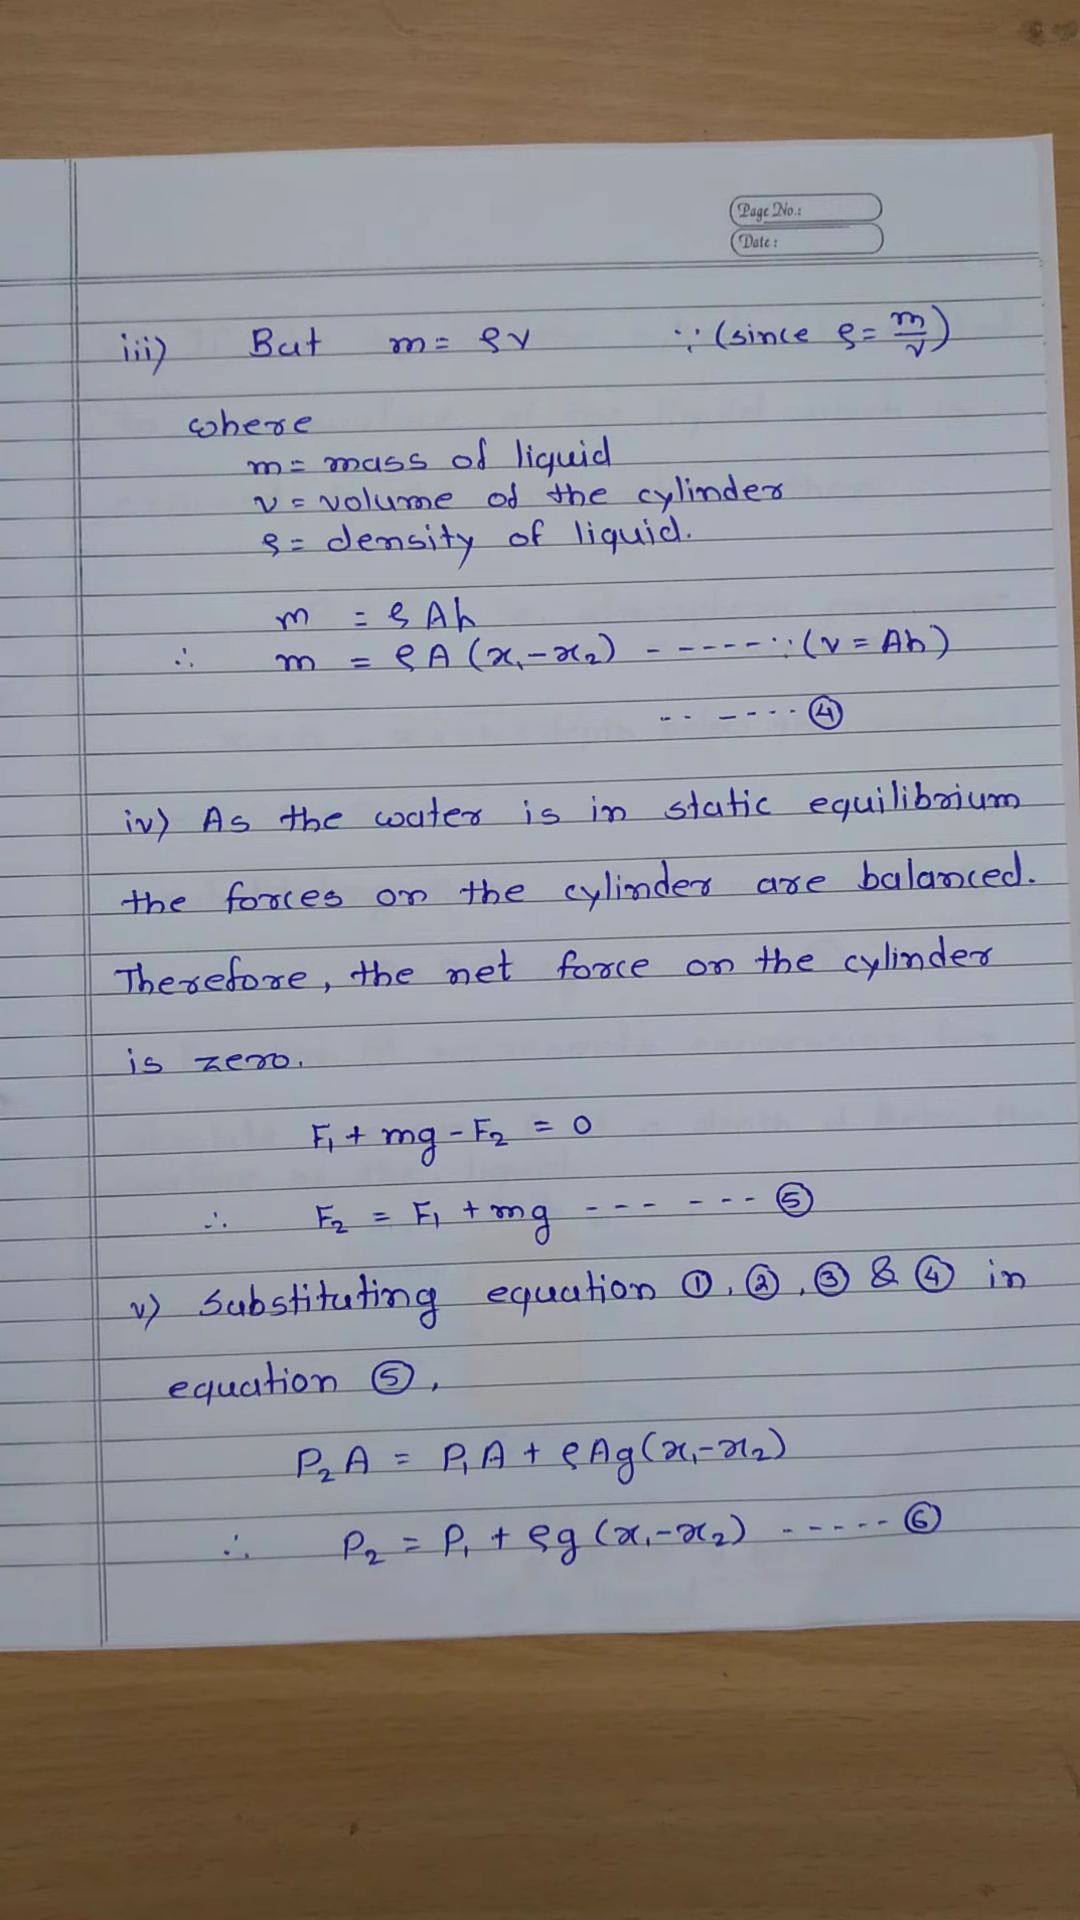 Page No.:
Date:
iii) But m = ρv ∵ (since ρ = m/v)
where
m = mass of liquid
v = volume of the cylinder
ρ = density of liquid.
m = ρAh
∴ m = ρA(x₁-x₂) ------∵(v = Ah)
-- ----- ④
iv) As the water is in static equilibrium
the forces on the cylinder are balanced.
Therefore, the net force on the cylinder
is zero.
F₁ + mg - F₂ = 0
∴ F₂ = F₁ + mg --- --- ⑤
v) Substituting equation ①, ②, ③ & ④ in
equation ⑤,
P₂A = P₁A + ρAg(x₁-x₂)
∴ P₂ = P₁ + ρg(x₁-x₂) ----- ⑥